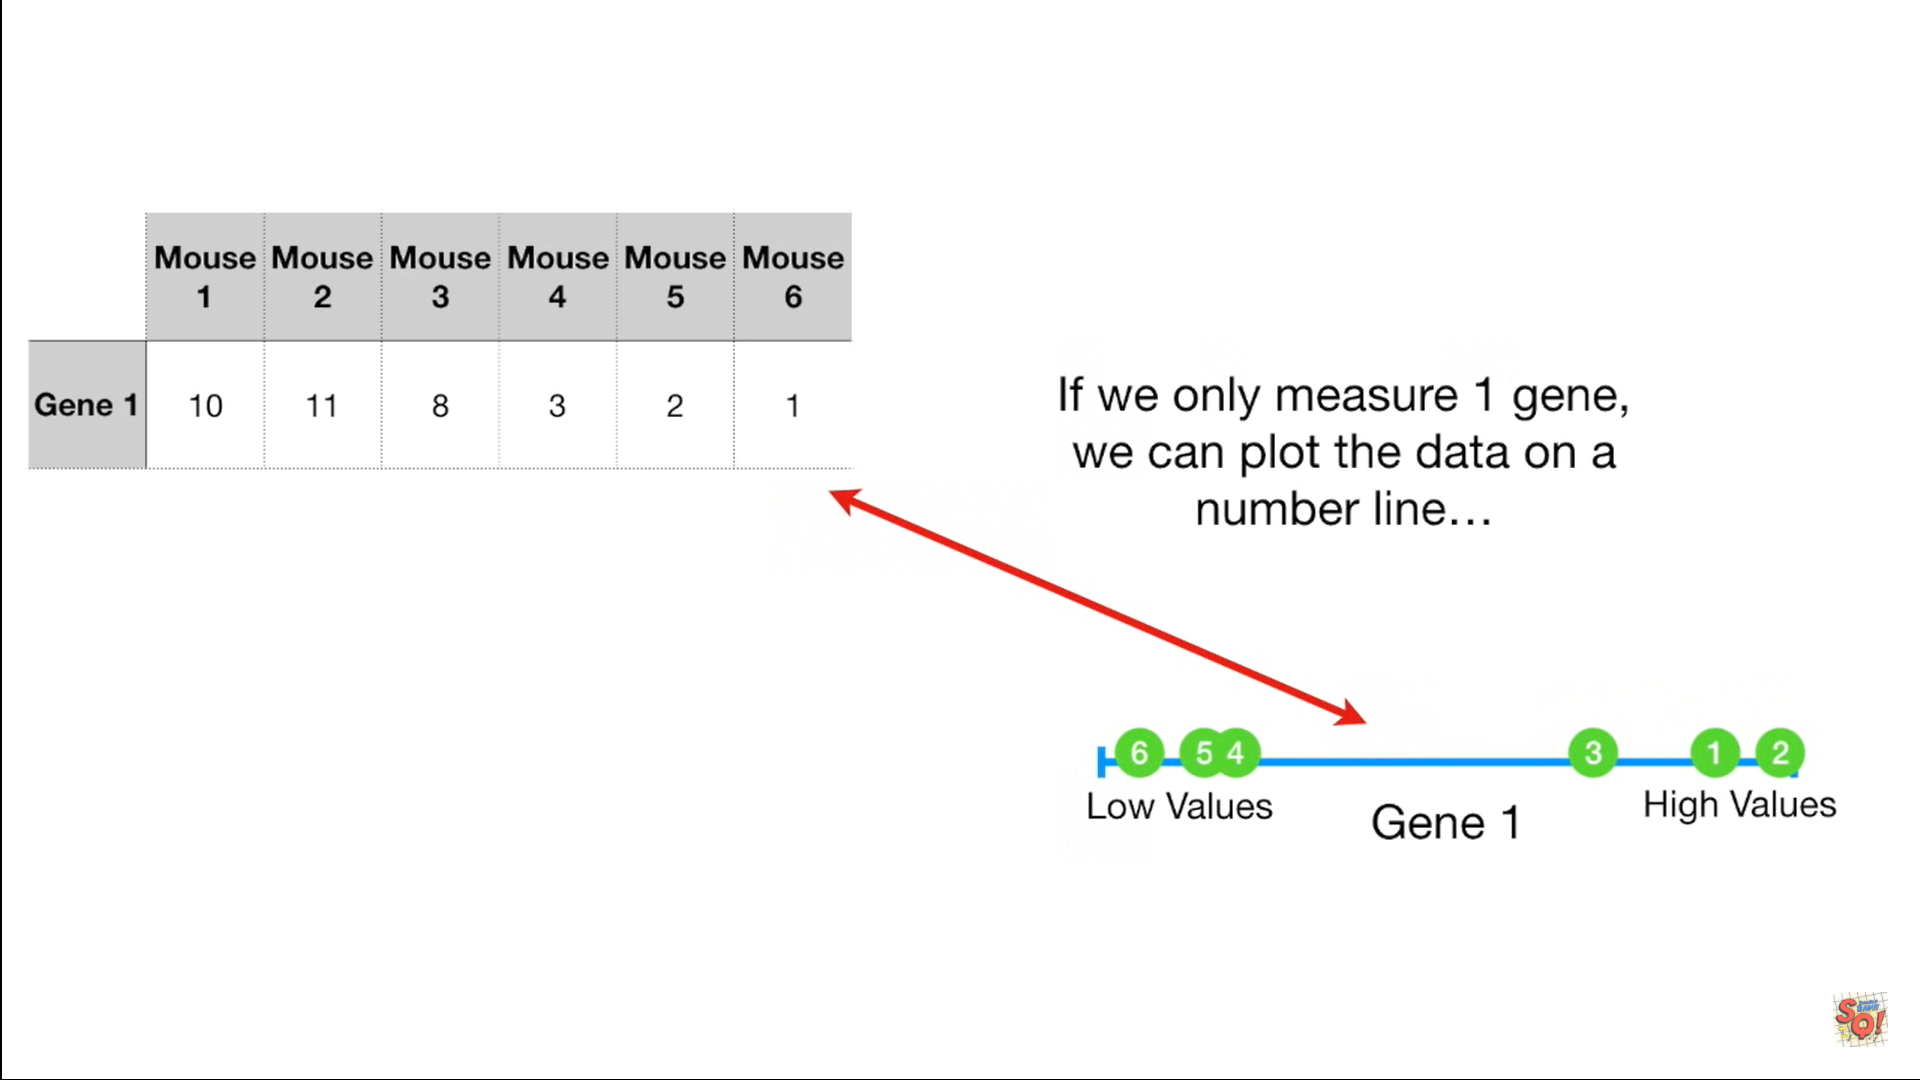 Mouse 1 Mouse 2 Mouse 3 Mouse 4 Mouse 5 Mouse 6
Gene 1 10 11 8 3 2 1
If we only measure 1 gene,
we can plot the data on a
number line…
6 5 4 3 1 2
Low Values High Values
Gene 1
SQ!